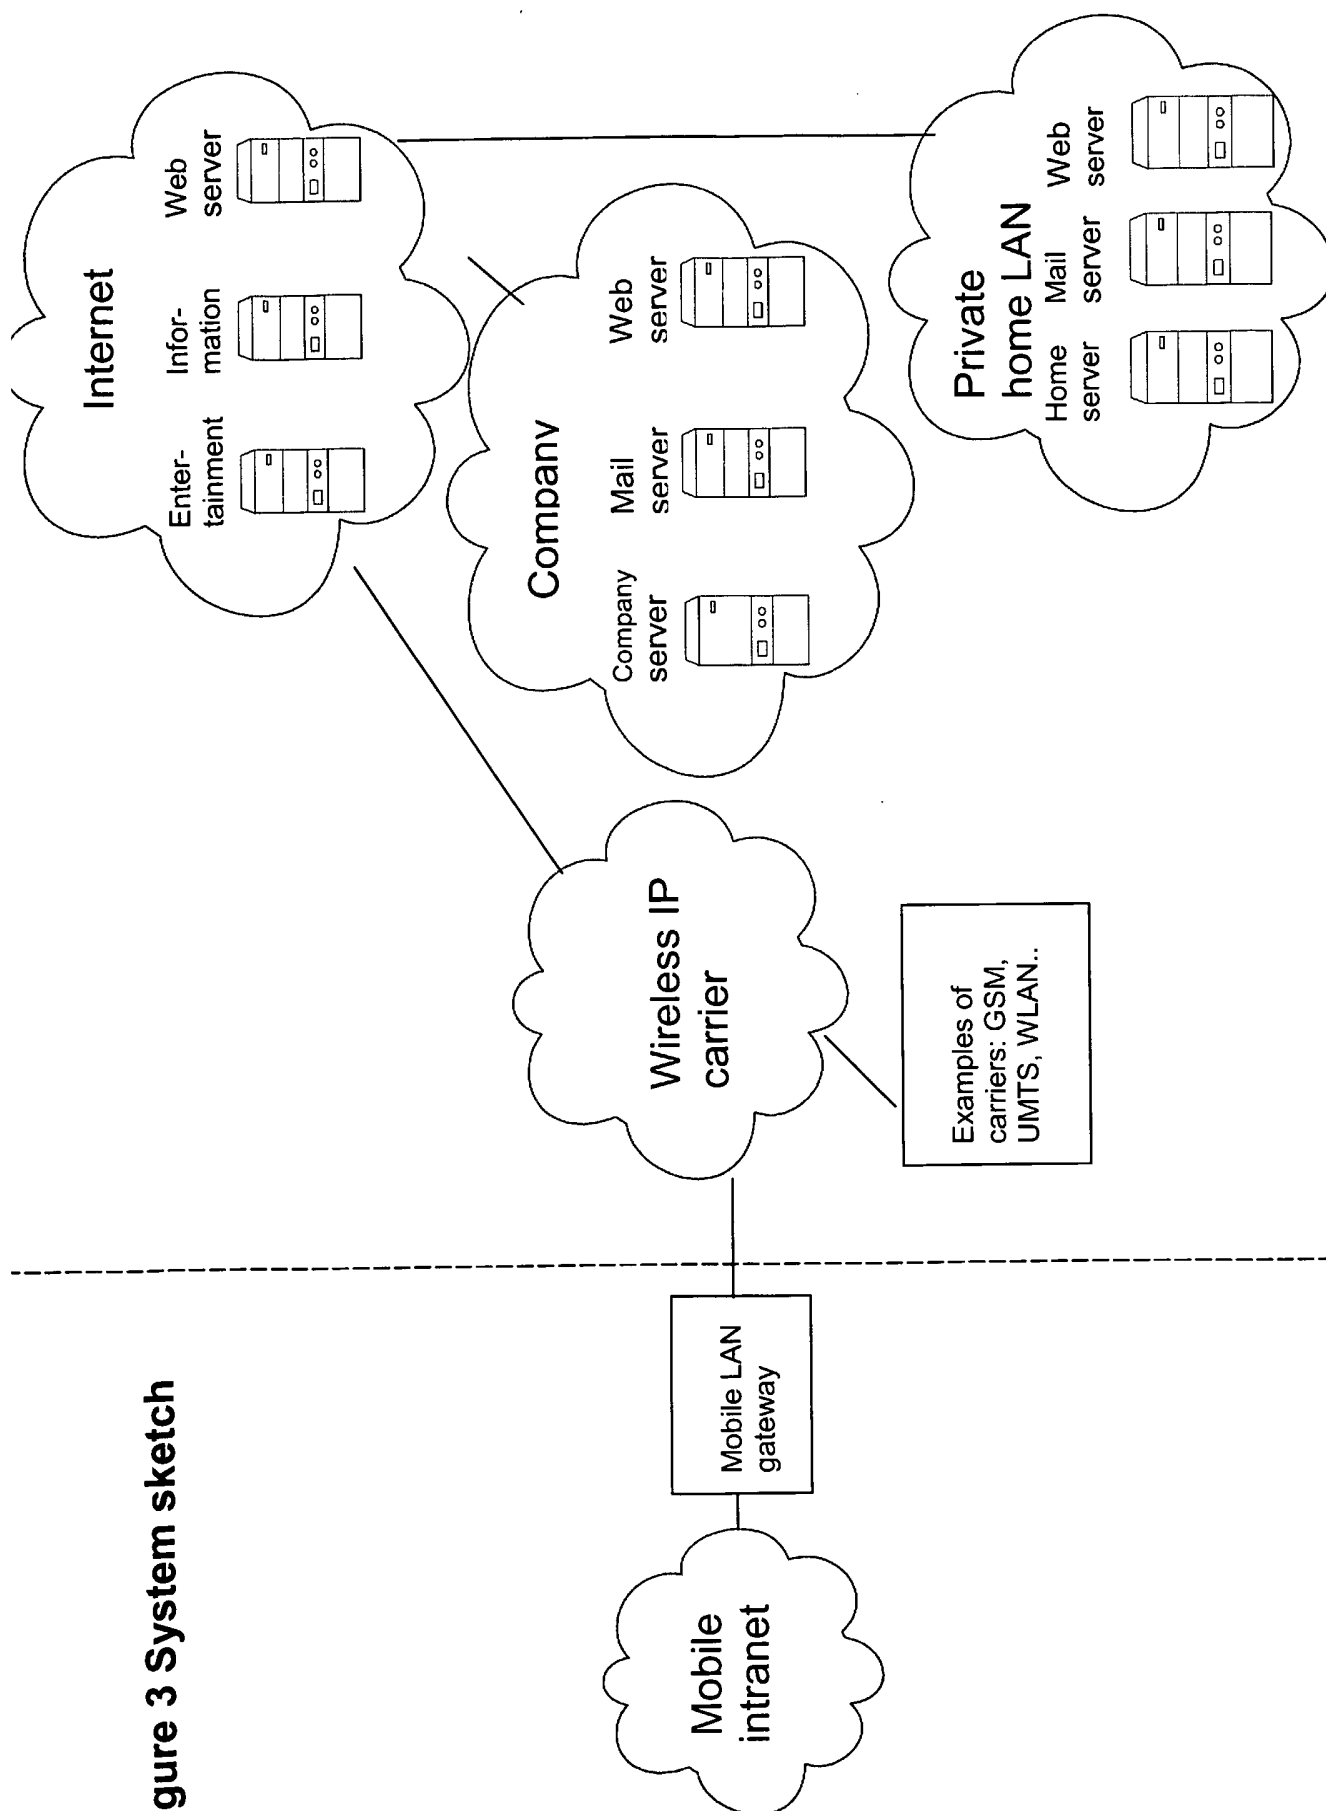 gure 3 System sketch
Internet
Enter-
tainment
Infor-
mation
Web
server
Company
Company
server
Mail
server
Web
server
Private
home LAN
Home
server
Mail
server
Web
server
Wireless IP
carrier
Mobile LAN
gateway
Mobile
intranet
Examples of
carriers: GSM,
UMTS, WLAN..